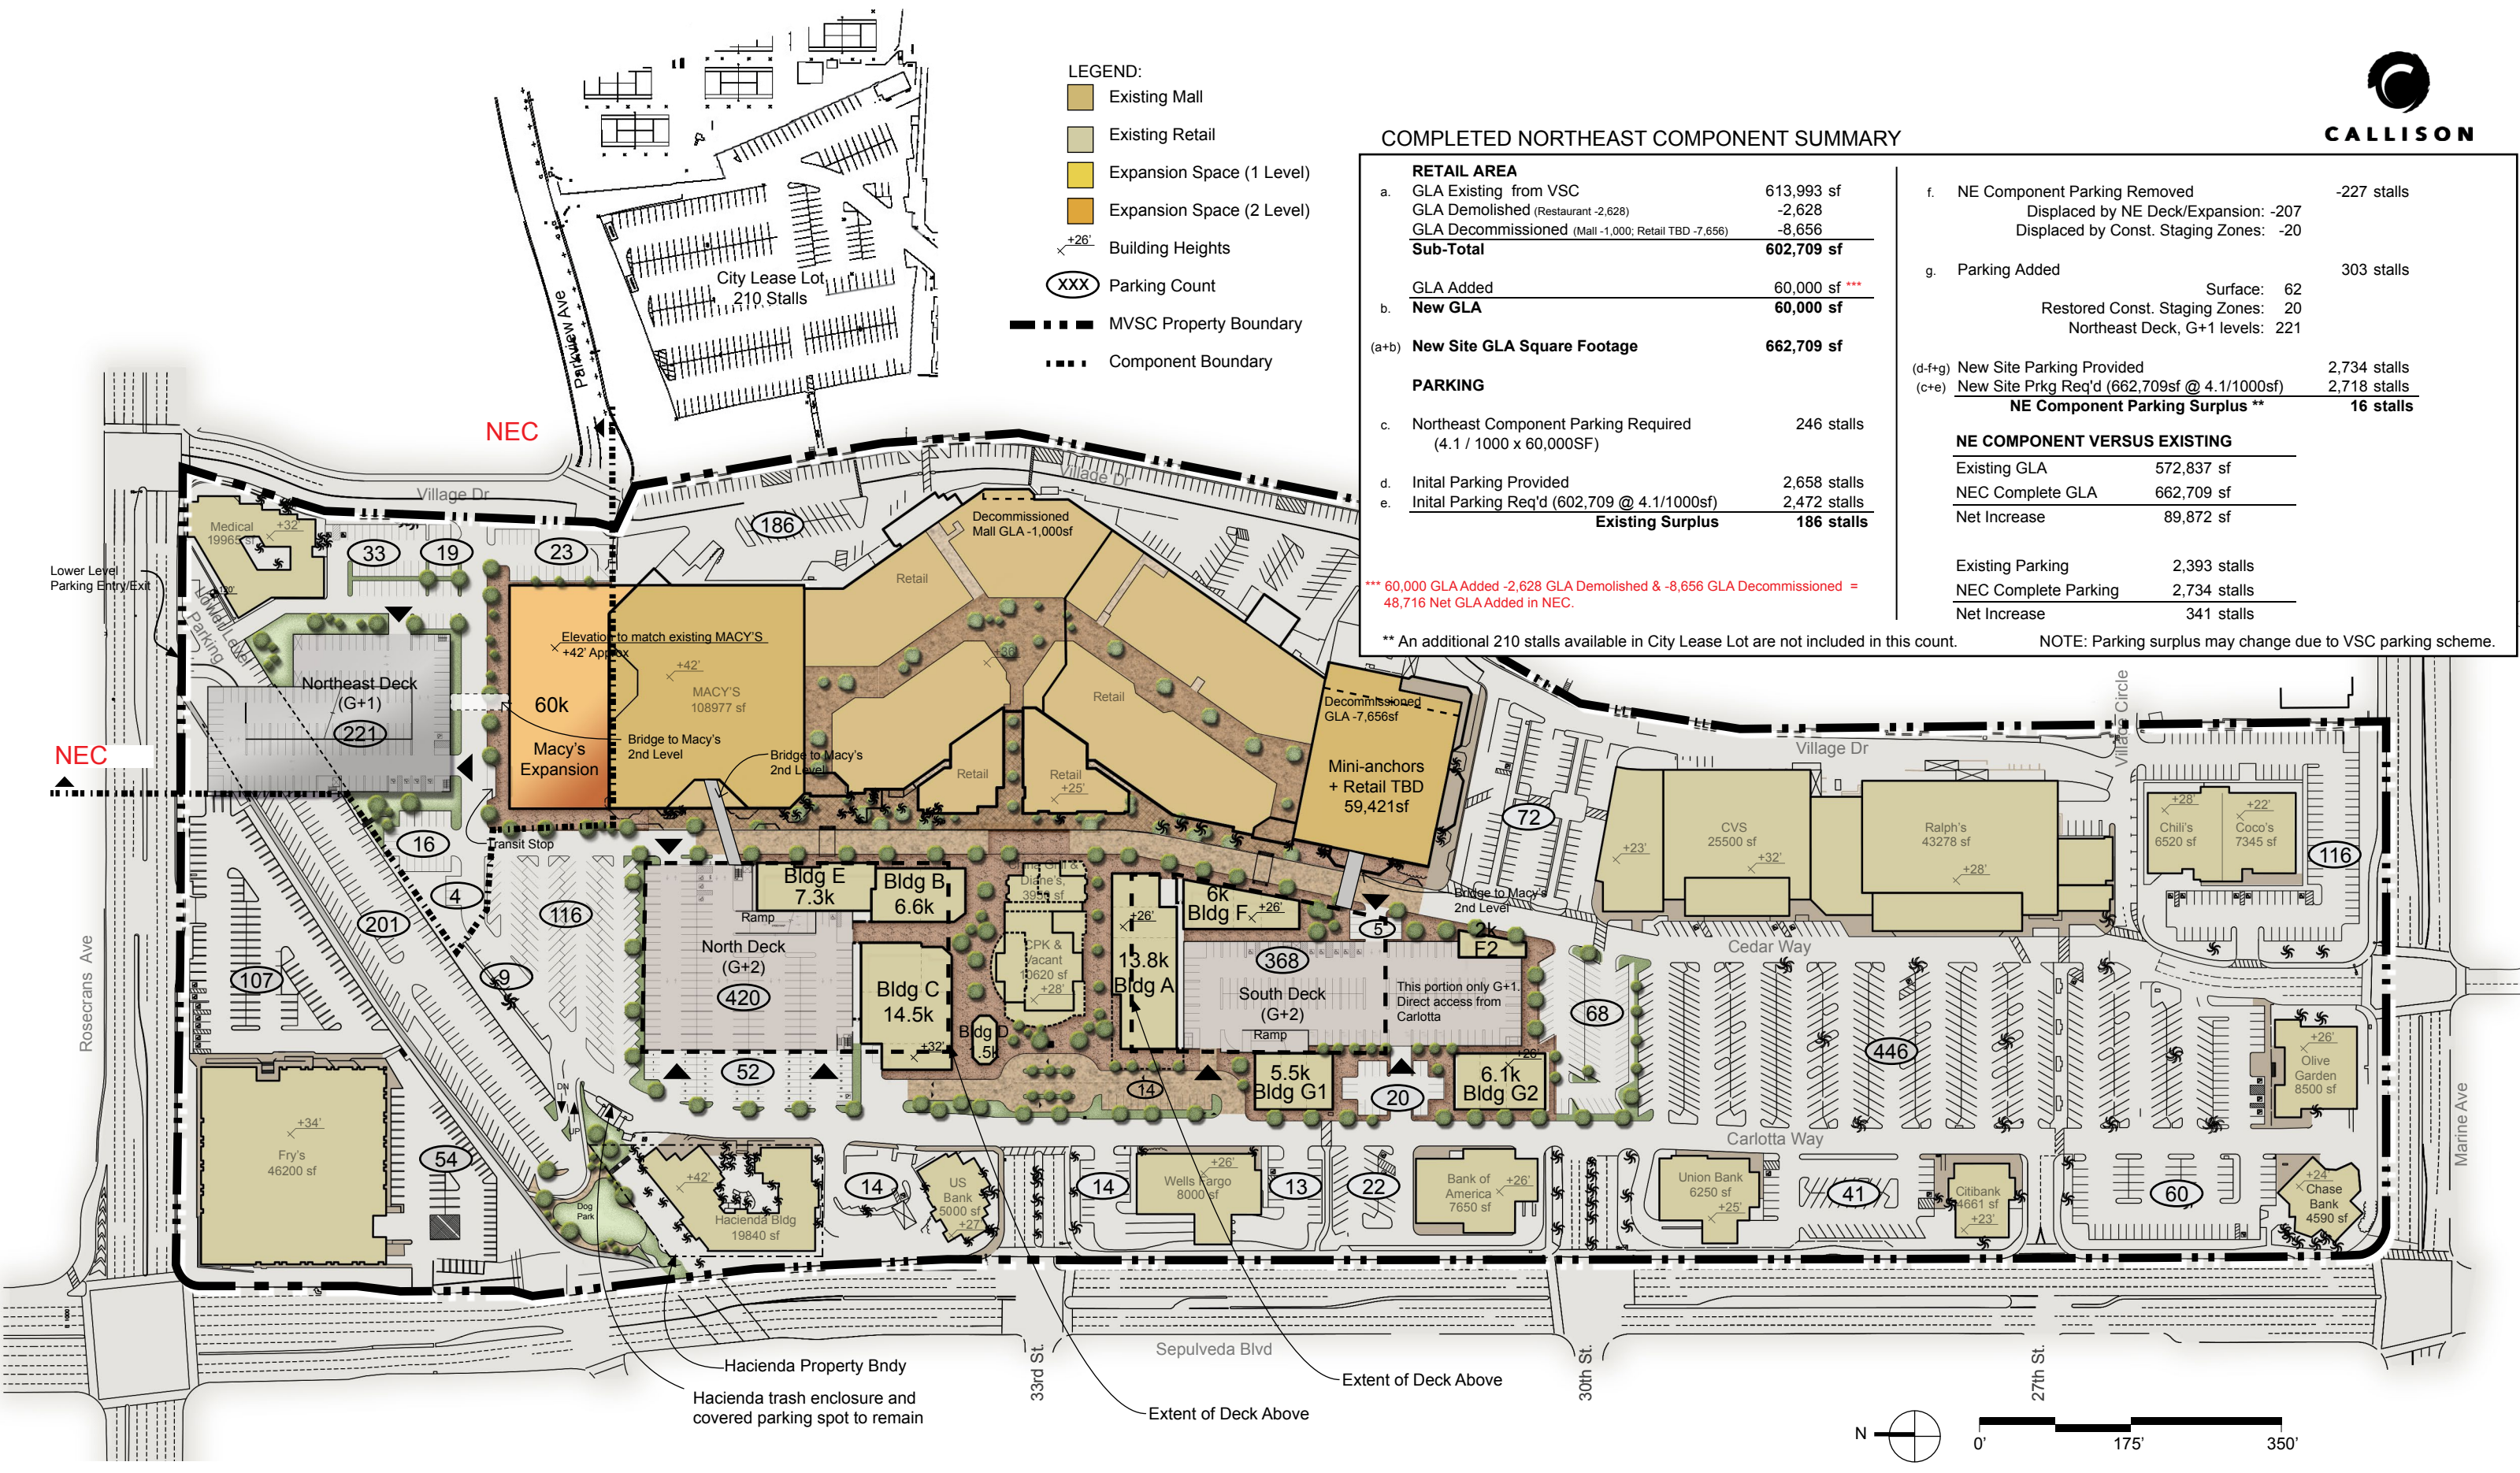 LEGEND:
Existing Mall
Existing Retail
Expansion Space (1 Level)
Expansion Space (2 Level)
+26' Building Heights
XXX Parking Count
MVSC Property Boundary
Component Boundary
CALLISON
COMPLETED NORTHEAST COMPONENT SUMMARY
RETAIL AREA
a. GLA Existing from VSC 613,993 sf
GLA Demolished (Restaurant -2,628) -2,628
GLA Decommissioned (Mall -1,000; Retail TBD -7,656) -8,656
Sub-Total 602,709 sf
GLA Added 60,000 sf ***
b. New GLA 60,000 sf
(a+b) New Site GLA Square Footage 662,709 sf
PARKING
c. Northeast Component Parking Required 246 stalls
(4.1 / 1000 x 60,000SF)
d. Inital Parking Provided 2,658 stalls
e. Inital Parking Req'd (602,709 @ 4.1/1000sf) 2,472 stalls
Existing Surplus 186 stalls
*** 60,000 GLA Added -2,628 GLA Demolished & -8,656 GLA Decommissioned =
48,716 Net GLA Added in NEC.
f. NE Component Parking Removed -227 stalls
Displaced by NE Deck/Expansion: -207
Displaced by Const. Staging Zones: -20
g. Parking Added 303 stalls
Surface: 62
Restored Const. Staging Zones: 20
Northeast Deck, G+1 levels: 221
(d-f+g) New Site Parking Provided 2,734 stalls
(c+e) New Site Prkg Req'd (662,709sf @ 4.1/1000sf) 2,718 stalls
NE Component Parking Surplus ** 16 stalls
NE COMPONENT VERSUS EXISTING
Existing GLA 572,837 sf
NEC Complete GLA 662,709 sf
Net Increase 89,872 sf
Existing Parking 2,393 stalls
NEC Complete Parking 2,734 stalls
Net Increase 341 stalls
** An additional 210 stalls available in City Lease Lot are not included in this count.
NOTE: Parking surplus may change due to VSC parking scheme.
City Lease Lot
210 Stalls
Parkview Ave
NEC
Village Dr
Village Dr
Medical
19965 sf
+32'
33
19
23
186
Decommissioned
Mall GLA -1,000sf
Retail
Lower Level
Parking Entry/Exit
Lower Level
Parking
Elevation to match existing MACY'S
+42' Approx
+42'
MACY'S
108977 sf
+36'
Northeast Deck
(G+1)
221
60k
Macy's
Expansion
Bridge to Macy's
2nd Level
Bridge to Macy's
2nd Level
Retail
Retail
Retail
+25'
Decommissioned
GLA -7,656sf
Mini-anchors
+ Retail TBD
59,421sf
NEC
Village Dr
Village Circle
LL
LL
72
CVS
25500 sf
+32'
+23'
Ralph's
43278 sf
+28'
+28'
Chili's
6520 sf
+22'
Coco's
7345 sf
116
Transit Stop
16
4
201
116
9
107
Bldg E
7.3k
Bldg B
6.6k
Ramp
North Deck
(G+2)
420
52
Bldg C
14.5k
+32'
Diane's,
3950 sf
CPK &
Vacant
10620 sf
+28'
Bldg D
+26'
13.8k
Bldg A
6k
Bldg F
+26'
5
Bridge to Macy's
2nd Level
2k
F2
368
South Deck
(G+2)
Ramp
This portion only G+1.
Direct access from
Carlotta
14
5.5k
Bldg G1
20
+26'
6.1k
Bldg G2
68
Cedar Way
446
+26'
Olive
Garden
8500 sf
Carlotta Way
Rosecrans Ave
Marine Ave
+34'
Fry's
46200 sf
54
DN
UP
Dog
Park
+42'
Hacienda Bldg
19840 sf
14
US
Bank
5000 sf
+27'
14
+26'
Wells Fargo
8000 sf
13
22
Bank of
America
7650 sf
+26'
Union Bank
6250 sf
+25'
41
Citibank
4661 sf
+23'
60
+24'
Chase
Bank
4590 sf
Hacienda Property Bndy
Hacienda trash enclosure and
covered parking spot to remain
33rd St.
Sepulveda Blvd
Extent of Deck Above
Extent of Deck Above
30th St.
27th St.
N
0'
175'
350'